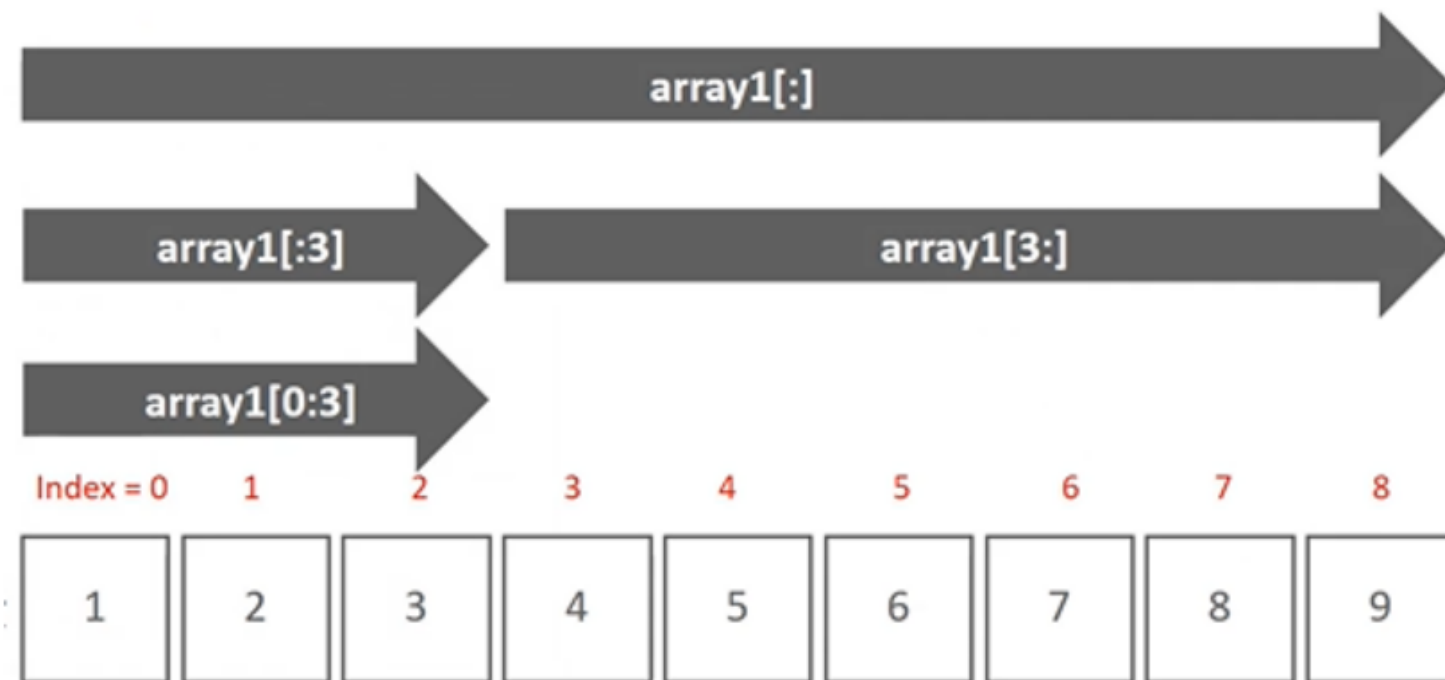 array1[:]
array1[:3] array1[3:]
array1[0:3]
Index = 0 1 2 3 4 5 6 7 8
1 2 3 4 5 6 7 8 9